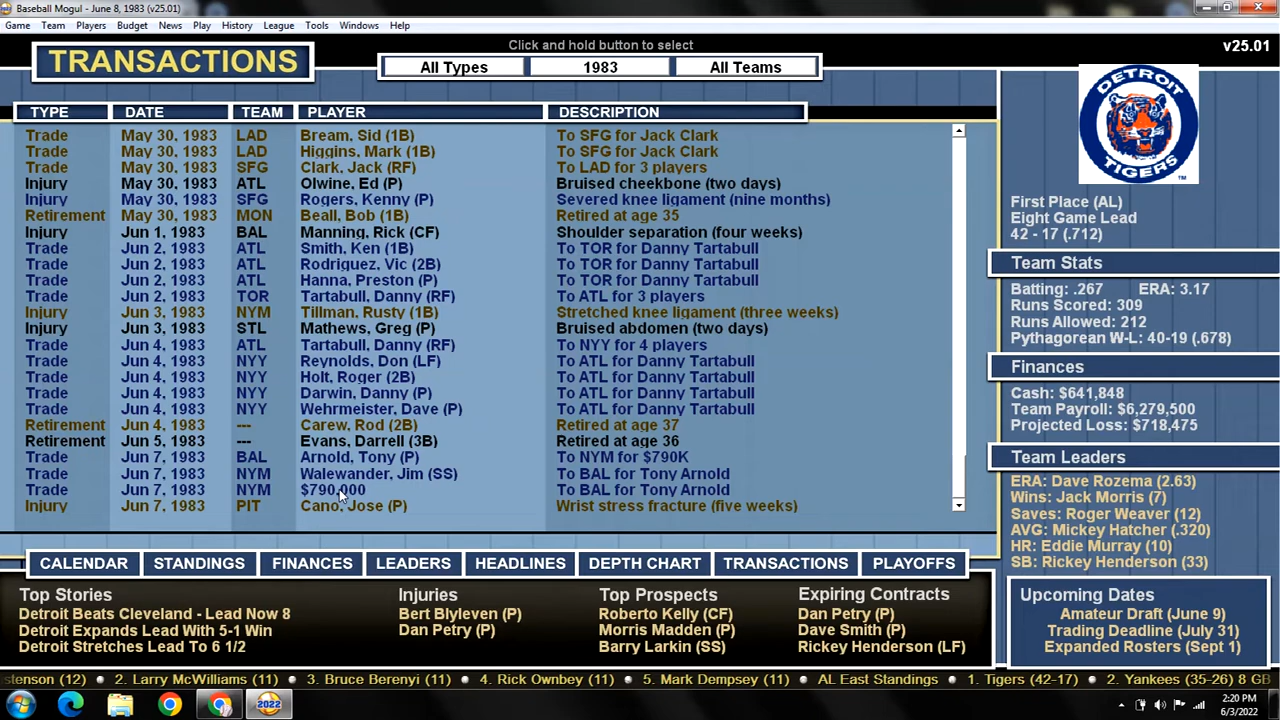 Baseball Mogul - June 8, 1983 (v25.01)
Game Team Players Budget News Play History League Tools Windows Help
TRANSACTIONS
Click and hold button to select
All Types 1983 All Teams
v25.01
TYPE DATE TEAM PLAYER DESCRIPTION
Trade May 30, 1983 LAD Bream, Sid (1B) To SFG for Jack Clark
Trade May 30, 1983 LAD Higgins, Mark (1B) To SFG for Jack Clark
Trade May 30, 1983 SFG Clark, Jack (RF) To LAD for 3 players
Injury May 30, 1983 ATL Olwine, Ed (P) Bruised cheekbone (two days)
Injury May 30, 1983 SFG Rogers, Kenny (P) Severed knee ligament (nine months)
Retirement May 30, 1983 MON Beall, Bob (1B) Retired at age 35
Injury Jun 1, 1983 BAL Manning, Rick (CF) Shoulder separation (four weeks)
Trade Jun 2, 1983 ATL Smith, Ken (1B) To TOR for Danny Tartabull
Trade Jun 2, 1983 ATL Rodriguez, Vic (2B) To TOR for Danny Tartabull
Trade Jun 2, 1983 ATL Hanna, Preston (P) To TOR for Danny Tartabull
Trade Jun 2, 1983 TOR Tartabull, Danny (RF) To ATL for 3 players
Injury Jun 3, 1983 NYM Tillman, Rusty (1B) Stretched knee ligament (three weeks)
Injury Jun 3, 1983 STL Mathews, Greg (P) Bruised abdomen (two days)
Trade Jun 4, 1983 ATL Tartabull, Danny (RF) To NYY for 4 players
Trade Jun 4, 1983 NYY Reynolds, Don (LF) To ATL for Danny Tartabull
Trade Jun 4, 1983 NYY Holt, Roger (2B) To ATL for Danny Tartabull
Trade Jun 4, 1983 NYY Darwin, Danny (P) To ATL for Danny Tartabull
Trade Jun 4, 1983 NYY Wehrmeister, Dave (P) To ATL for Danny Tartabull
Retirement Jun 4, 1983 --- Carew, Rod (2B) Retired at age 37
Retirement Jun 5, 1983 --- Evans, Darrell (3B) Retired at age 36
Trade Jun 7, 1983 BAL Arnold, Tony (P) To NYM for $790K
Trade Jun 7, 1983 NYM Walewander, Jim (SS) To BAL for Tony Arnold
Trade Jun 7, 1983 NYM $790,000 To BAL for Tony Arnold
Injury Jun 7, 1983 PIT Cano, Jose (P) Wrist stress fracture (five weeks)
DETROIT
TIGERS
TM
First Place (AL)
Eight Game Lead
42 - 17 (.712)
Team Stats
Batting: .267 ERA: 3.17
Runs Scored: 309
Runs Allowed: 212
Pythagorean W-L: 40-19 (.678)
Finances
Cash: $641,848
Team Payroll: $6,279,500
Projected Loss: $718,475
Team Leaders
ERA: Dave Rozema (2.63)
Wins: Jack Morris (7)
Saves: Roger Weaver (12)
AVG: Mickey Hatcher (.320)
HR: Eddie Murray (10)
SB: Rickey Henderson (33)
CALENDAR STANDINGS FINANCES LEADERS HEADLINES DEPTH CHART TRANSACTIONS PLAYOFFS
Top Stories
Detroit Beats Cleveland - Lead Now 8
Detroit Expands Lead With 5-1 Win
Detroit Stretches Lead To 6 1/2
Injuries
Bert Blyleven (P)
Dan Petry (P)
Top Prospects
Roberto Kelly (CF)
Morris Madden (P)
Barry Larkin (SS)
Expiring Contracts
Dan Petry (P)
Dave Smith (P)
Rickey Henderson (LF)
Upcoming Dates
Amateur Draft (June 9)
Trading Deadline (July 31)
Expanded Rosters (Sept 1)
stenson (12) • 2. Larry McWilliams (11) • 3. Bruce Berenyi (11) • 4. Rick Ownbey (11) • 5. Mark Dempsey (11) • AL East Standings • 1. Tigers (42-17) • 2. Yankees (35-26) 8 GB
2022
2:20 PM
6/3/2022